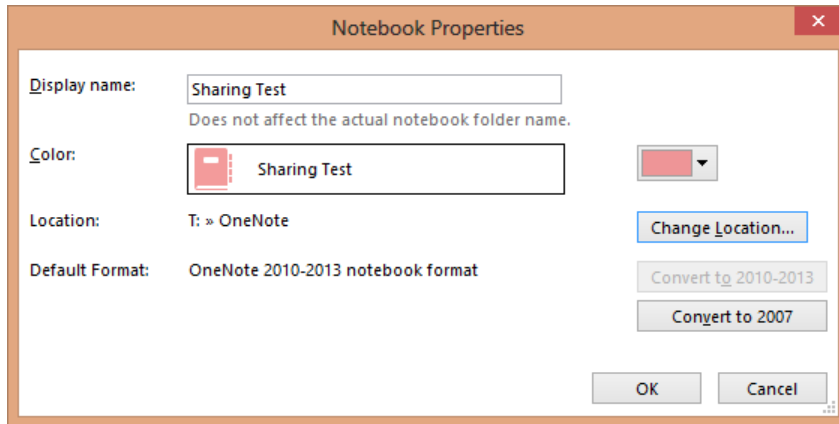 Notebook Properties
Display name: Sharing Test
Does not affect the actual notebook folder name.
Color: Sharing Test
Location: T: » OneNote Change Location...
Default Format: OneNote 2010-2013 notebook format Convert to 2010-2013
Convert to 2007
OK Cancel